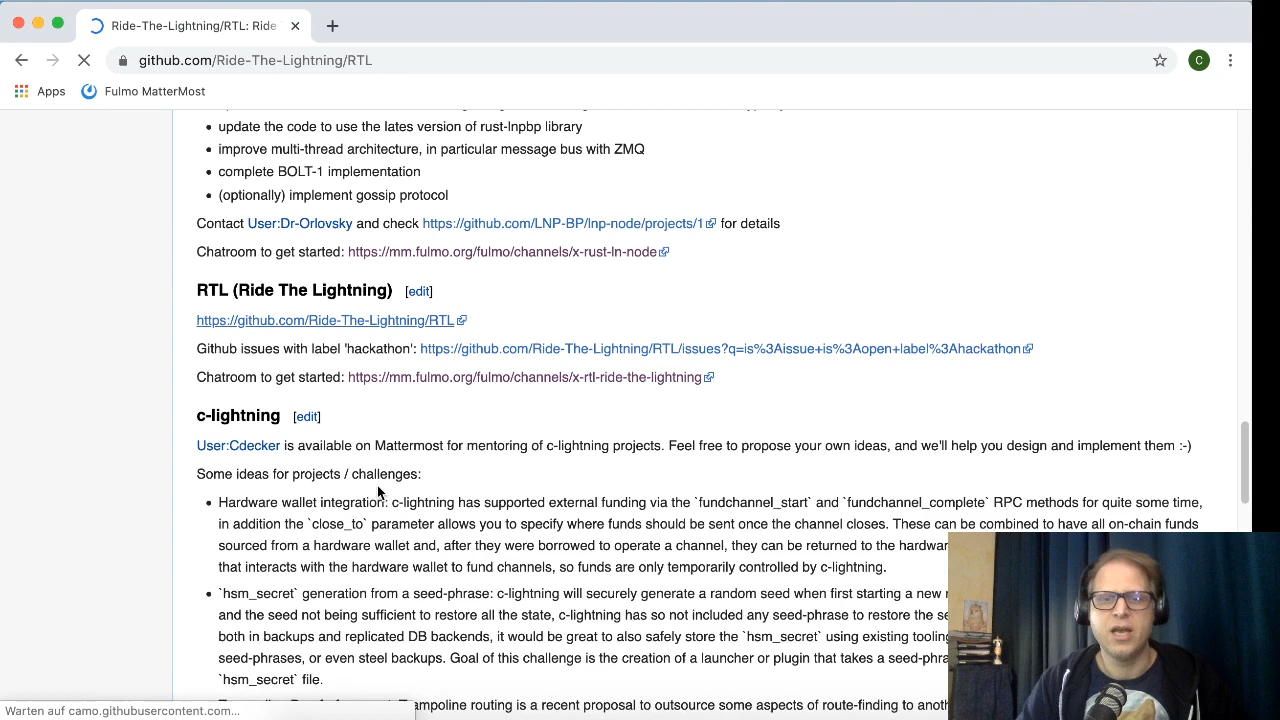 Ride-The-Lightning/RTL: Ride
github.com/Ride-The-Lightning/RTL
C
Apps
Fulmo MatterMost
update the code to use the lates version of rust-lnpbp library
improve multi-thread architecture, in particular message bus with ZMQ
complete BOLT-1 implementation
(optionally) implement gossip protocol
Contact User:Dr-Orlovsky and check https://github.com/LNP-BP/lnp-node/projects/1 for details
Chatroom to get started: https://mm.fulmo.org/fulmo/channels/x-rust-ln-node
RTL (Ride The Lightning) [edit]
https://github.com/Ride-The-Lightning/RTL
Github issues with label 'hackathon': https://github.com/Ride-The-Lightning/RTL/issues?q=is%3Aissue+is%3Aopen+label%3Ahackathon
Chatroom to get started: https://mm.fulmo.org/fulmo/channels/x-rtl-ride-the-lightning
c-lightning [edit]
User:Cdecker is available on Mattermost for mentoring of c-lightning projects. Feel free to propose your own ideas, and we'll help you design and implement them :-)
Some ideas for projects / challenges:
Hardware wallet integration: c-lightning has supported external funding via the `fundchannel_start` and `fundchannel_complete` RPC methods for quite some time,
in addition the `close_to` parameter allows you to specify where funds should be sent once the channel closes. These can be combined to have all on-chain funds
sourced from a hardware wallet and, after they were borrowed to operate a channel, they can be returned to the hardwar
that interacts with the hardware wallet to fund channels, so funds are only temporarily controlled by c-lightning.
`hsm_secret` generation from a seed-phrase: c-lightning will securely generate a random seed when first starting a new
and the seed not being sufficient to restore all the state, c-lightning has so not included any seed-phrase to restore the se
both in backups and replicated DB backends, it would be great to also safely store the `hsm_secret` using existing tooling
seed-phrases, or even steel backups. Goal of this challenge is the creation of a launcher or plugin that takes a seed-phra
`hsm_secret` file.
ampoline routing is a recent proposal to outsource some aspects of route-finding to anoth
Warten auf camo.githubusercontent.com...